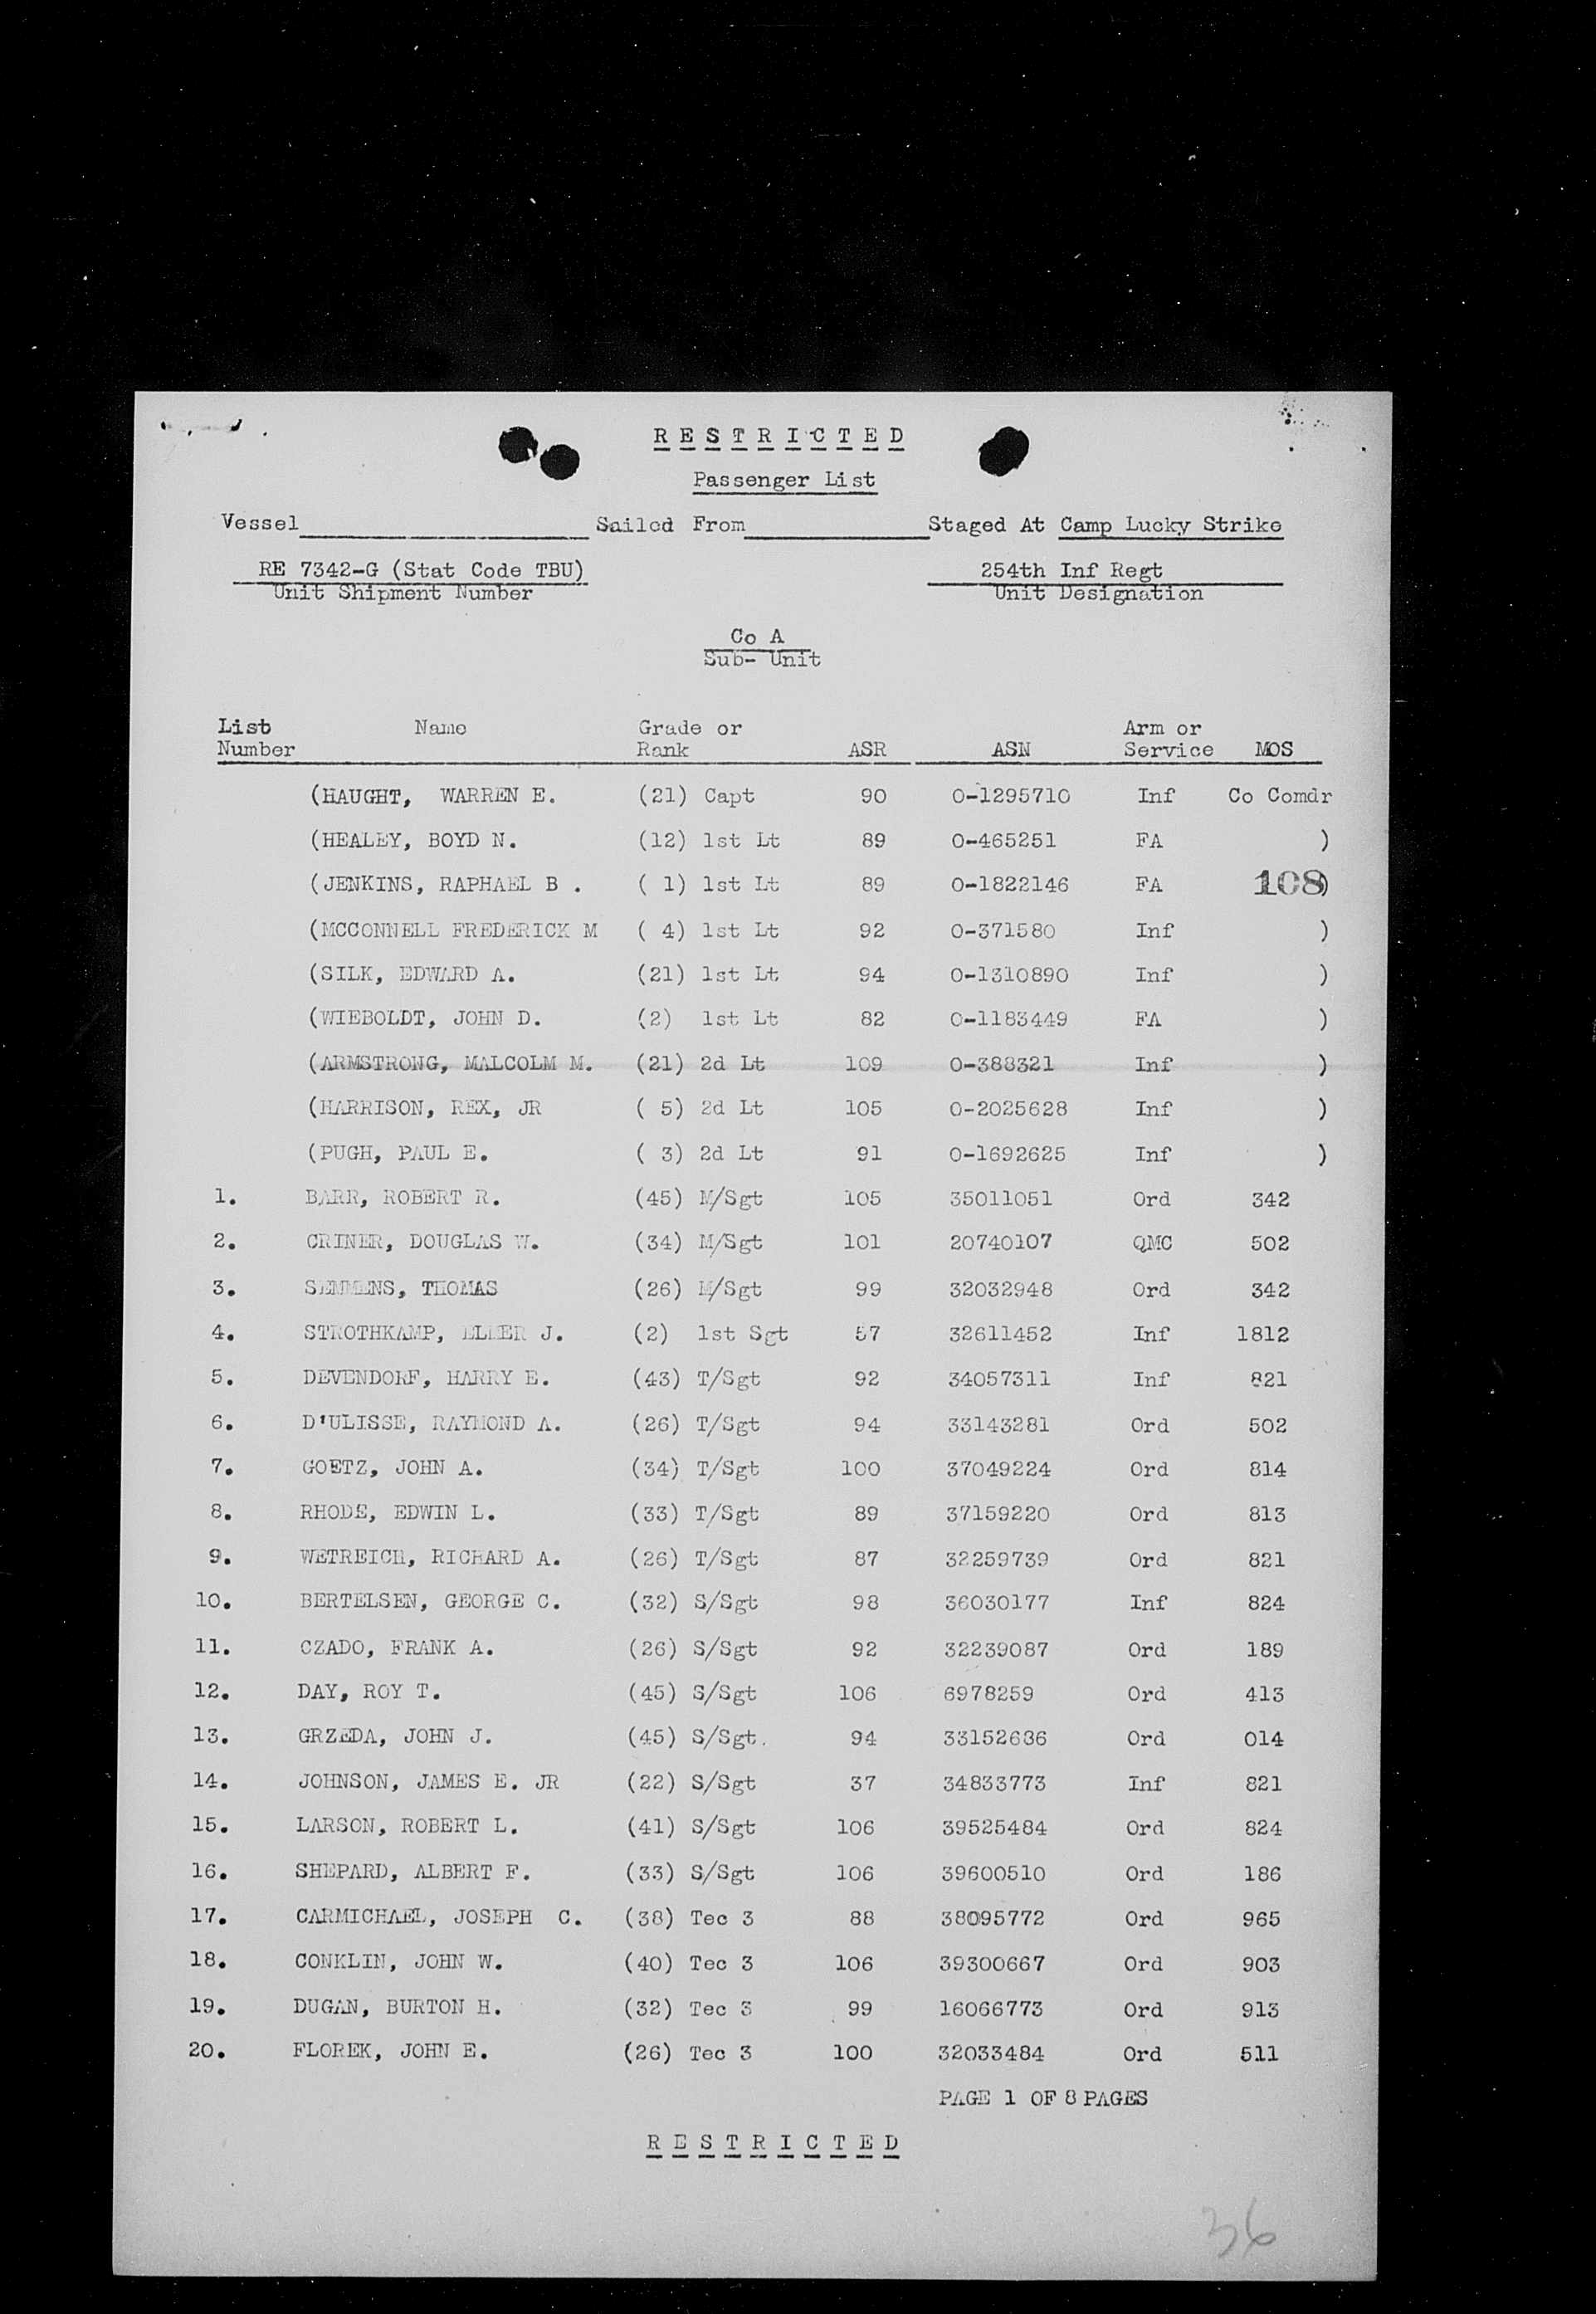 RESTRICTED
Passenger List
Vessel Sailed From Staged At Camp Lucky Strike
RE 7342-G (Stat Code TBU) 254th Inf Regt
Unit Shipment Number Unit Designation
Co A
Sub- Unit
List Name Grade or Arm or
Number Rank ASR ASN Service MOS
(HAUGHT, WARREN E. (21) Capt 90 O-1295710 Inf Co Comdr
(HEALEY, BOYD N. (12) 1st Lt 89 O-465251 FA )
(JENKINS, RAPHAEL B . ( 1) 1st Lt 89 O-1822146 FA 108)
(MCCONNELL FREDERICK M ( 4) 1st Lt 92 O-371580 Inf )
(SILK, EDWARD A. (21) 1st Lt 94 O-1310890 Inf )
(WIEBOLDT, JOHN D. (2) 1st Lt 82 O-1183449 FA )
(ARMSTRONG, MALCOLM M. (21) 2d Lt 109 O-388321 Inf )
(HARRISON, REX, JR ( 5) 2d Lt 105 O-2025628 Inf )
(PUGH, PAUL E. ( 3) 2d Lt 91 O-1692625 Inf )
1. BARR, ROBERT R. (45) M/Sgt 105 35011051 Ord 342
2. CRINER, DOUGLAS W. (34) M/Sgt 101 20740107 QMC 502
3. SEMMENS, THOMAS (26) M/Sgt 99 32032948 Ord 342
4. STROTHKAMP, ELMER J. (2) 1st Sgt 57 32611452 Inf 1812
5. DEVENDORF, HARRY E. (43) T/Sgt 92 34057311 Inf 821
6. D'ULISSE, RAYMOND A. (26) T/Sgt 94 33143281 Ord 502
7. GOETZ, JOHN A. (34) T/Sgt 100 37049224 Ord 814
8. RHODE, EDWIN L. (33) T/Sgt 89 37159220 Ord 813
9. WETREICH, RICHARD A. (26) T/Sgt 87 32259739 Ord 821
10. BERTELSEN, GEORGE C. (32) S/Sgt 98 36030177 Inf 824
11. CZADO, FRANK A. (26) S/Sgt 92 32239087 Ord 189
12. DAY, ROY T. (45) S/Sgt 106 6978259 Ord 413
13. GRZEDA, JOHN J. (45) S/Sgt. 94 33152686 Ord 014
14. JOHNSON, JAMES E. JR (22) S/Sgt 37 34833773 Inf 821
15. LARSON, ROBERT L. (41) S/Sgt 106 39525484 Ord 824
16. SHEPARD, ALBERT F. (33) S/Sgt 106 39600510 Ord 186
17. CARMICHAEL, JOSEPH C. (38) Tec 3 88 38095772 Ord 965
18. CONKLIN, JOHN W. (40) Tec 3 106 39300667 Ord 903
19. DUGAN, BURTON H. (32) Tec 3 99 16066773 Ord 913
20. FLOREK, JOHN E. (26) Tec 3 100 32033484 Ord 511
PAGE 1 OF 8 PAGES
RESTRICTED
36